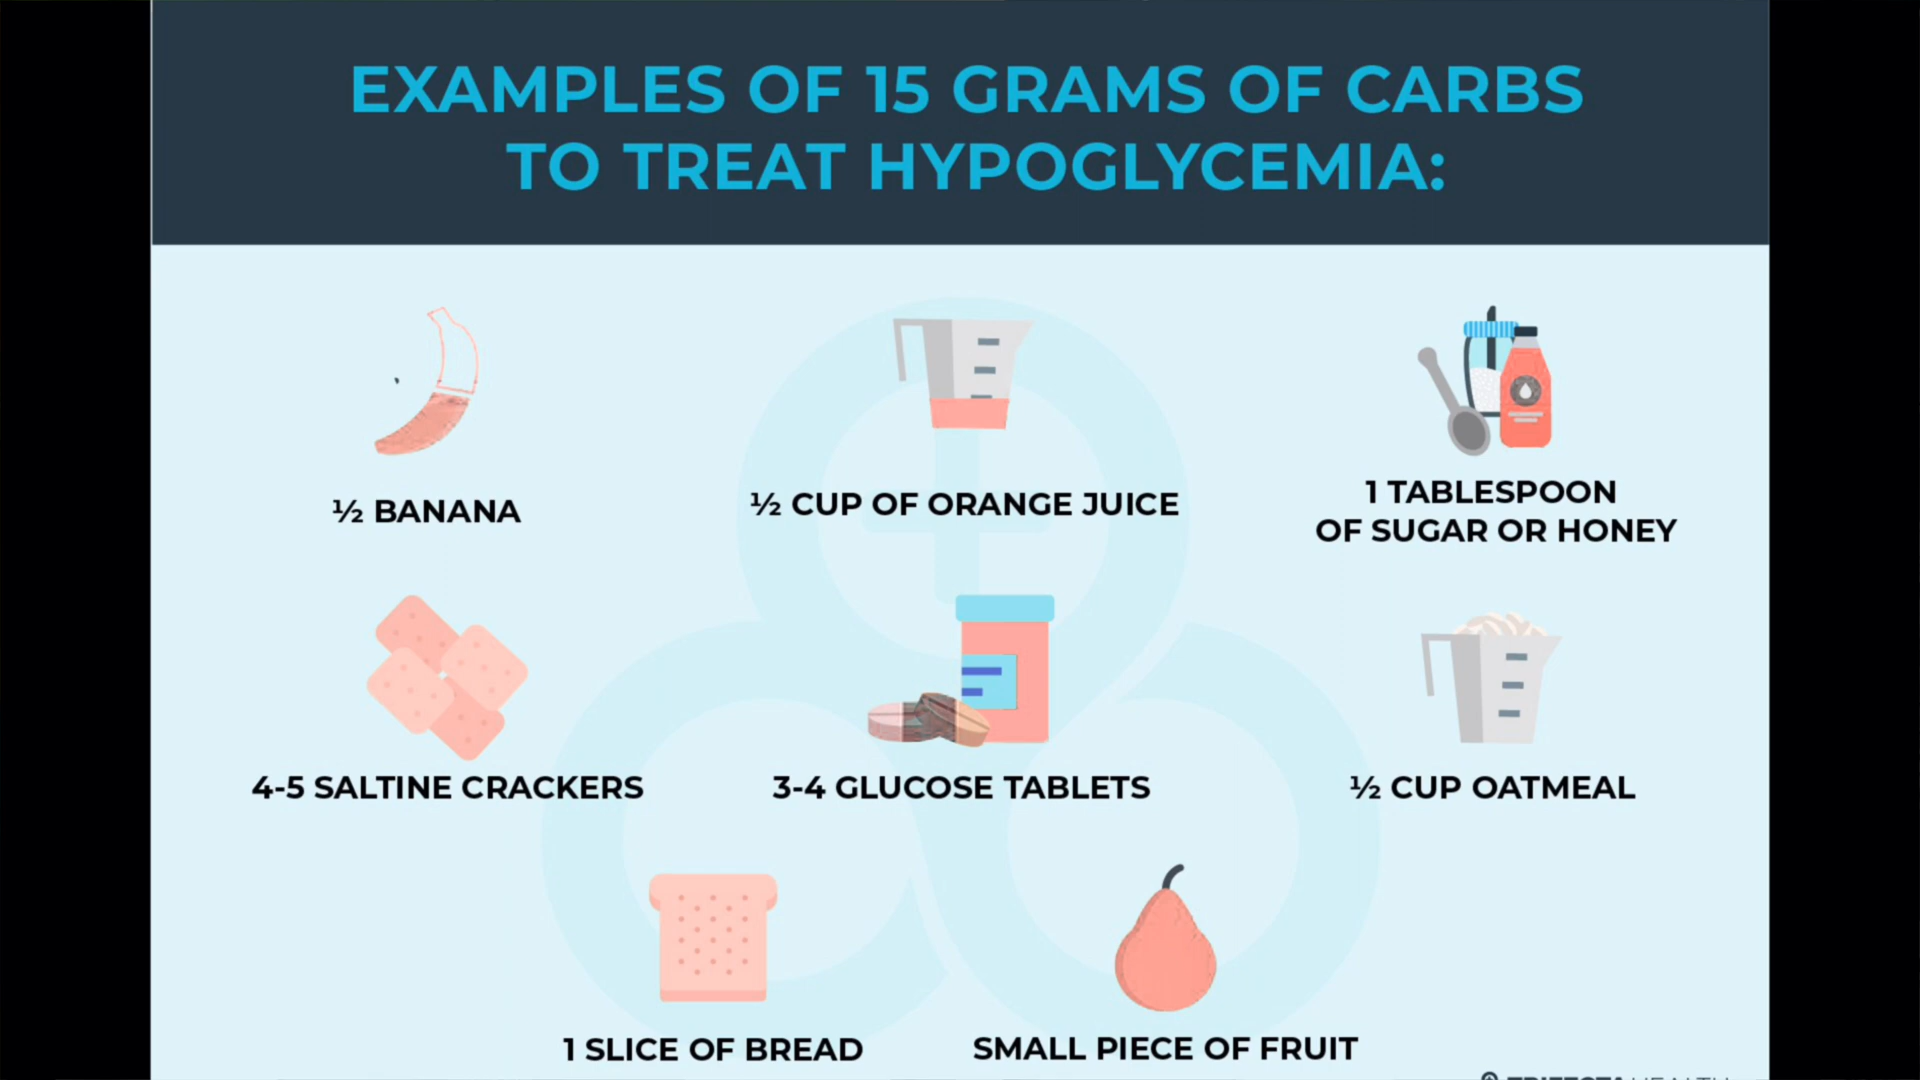 EXAMPLES OF 15 GRAMS OF CARBS
TO TREAT HYPOGLYCEMIA:
½ BANANA
½ CUP OF ORANGE JUICE
1 TABLESPOON
OF SUGAR OR HONEY
4-5 SALTINE CRACKERS
3-4 GLUCOSE TABLETS
½ CUP OATMEAL
1 SLICE OF BREAD
SMALL PIECE OF FRUIT